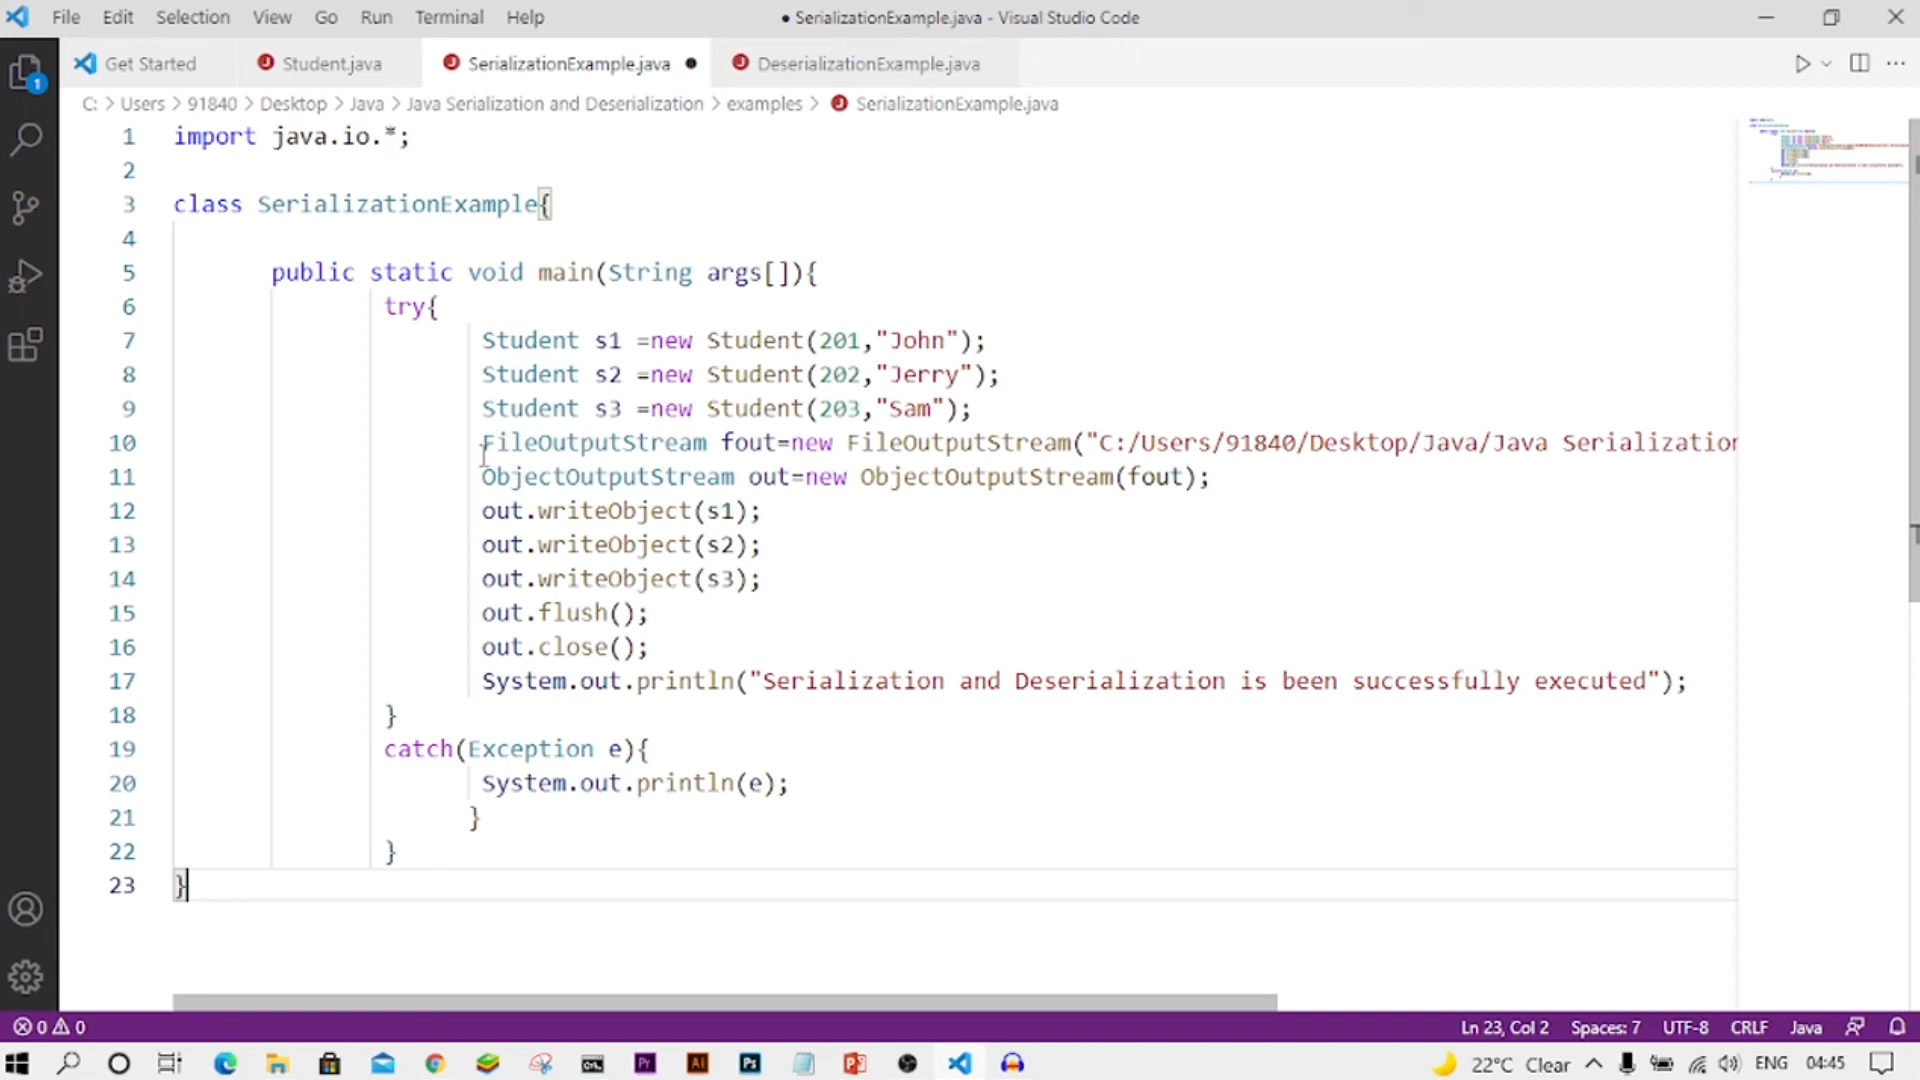 File Edit Selection View Go Run Terminal Help
● SerializationExample.java - Visual Studio Code
Get Started Student.java SerializationExample.java ● DeserializationExample.java
C: > Users > 91840 > Desktop > Java > Java Serialization and Deserialization > examples > SerializationExample.java
1 import java.io.*;
2
3 class SerializationExample{
4
5 public static void main(String args[]){
6 try{
7 Student s1 =new Student(201,"John");
8 Student s2 =new Student(202,"Jerry");
9 Student s3 =new Student(203,"Sam");
10 FileOutputStream fout=new FileOutputStream("C:/Users/91840/Desktop/Java/Java Serialization
11 ObjectOutputStream out=new ObjectOutputStream(fout);
12 out.writeObject(s1);
13 out.writeObject(s2);
14 out.writeObject(s3);
15 out.flush();
16 out.close();
17 System.out.println("Serialization and Deserialization is been successfully executed");
18 }
19 catch(Exception e){
20 System.out.println(e);
21 }
22 }
23 }
1
0 0
Ln 23, Col 2 Spaces: 7 UTF-8 CRLF Java
22°C Clear ENG 04:45